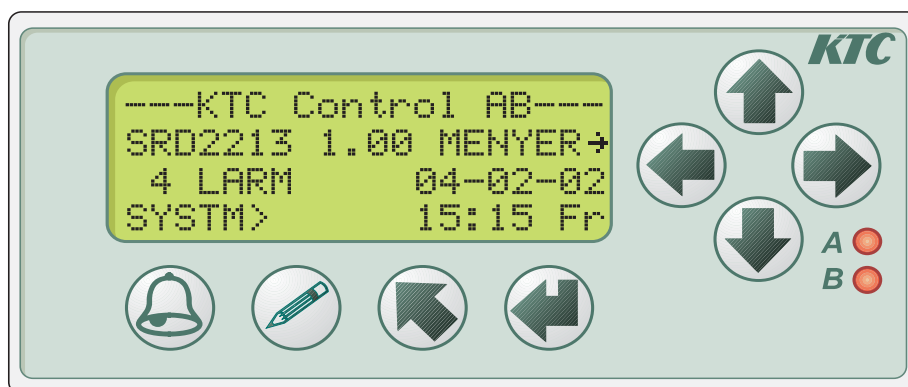 KTC
---KTC Control AB---
SRD2213 1.00 MENYER→
4 LARM 04-02-02
SYSTM> 15:15 Fr
A
B